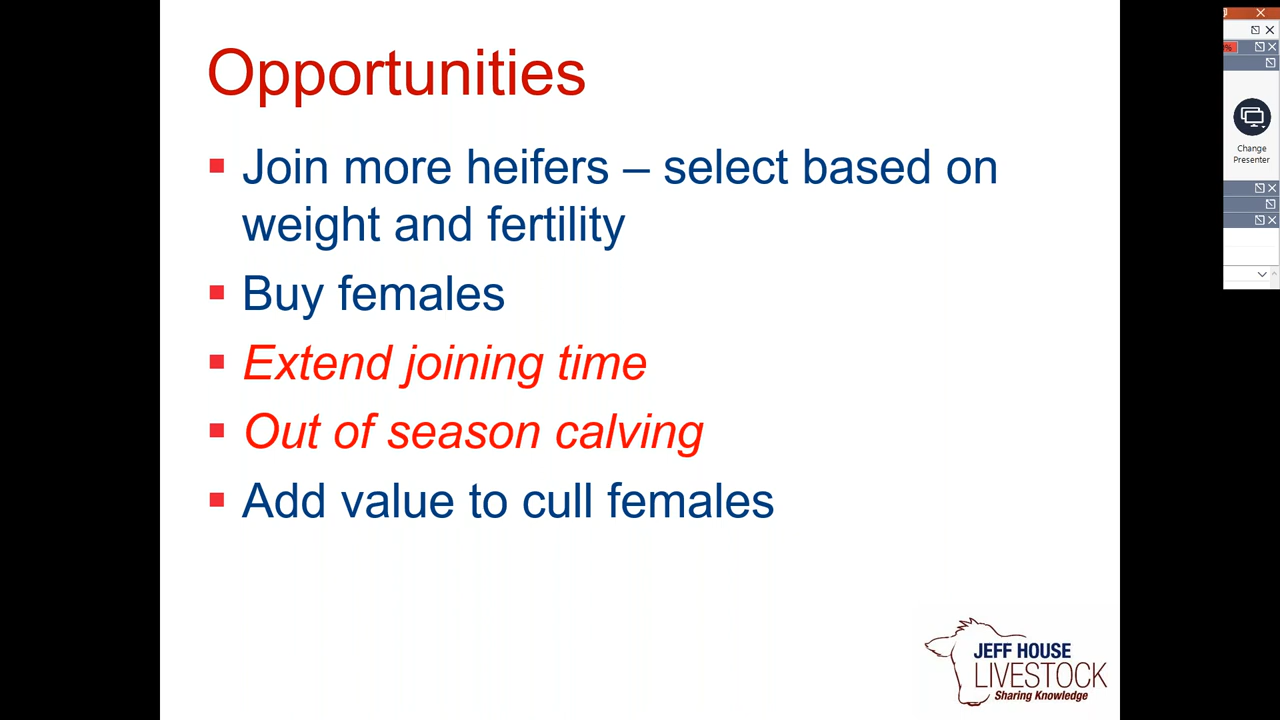 Opportunities
Join more heifers – select based on
weight and fertility
Buy females
Extend joining time
Out of season calving
Add value to cull females
JEFF HOUSE
LIVESTOCK
Sharing Knowledge
Change
Presenter